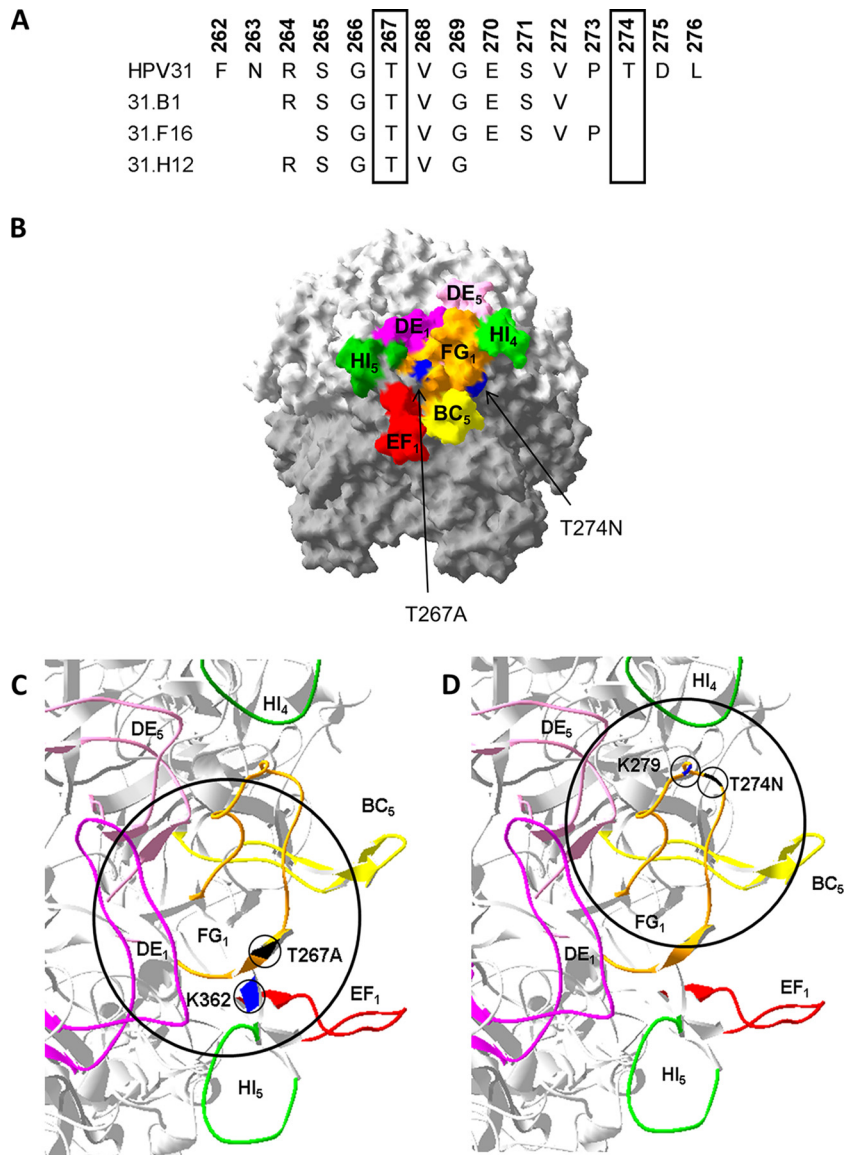 A
262 263 264 265 266 267 268 269 270 271 272 273 274 275 276
HPV31 F N R S G T V G E S V P T D L
31.B1 R S G T V G E S V
31.F16 S G T V G E S V P
31.H12 R S G T V G
B
DE5
DE1
HI4
FG1
HI5
BC5
EF1
T274N
T267A
C
HI4
DE5
BC5
FG1
T267A
DE1
K362
EF1
HI5
D
HI4
DE5
K279
T274N
BC5
FG1
DE1
EF1
HI5